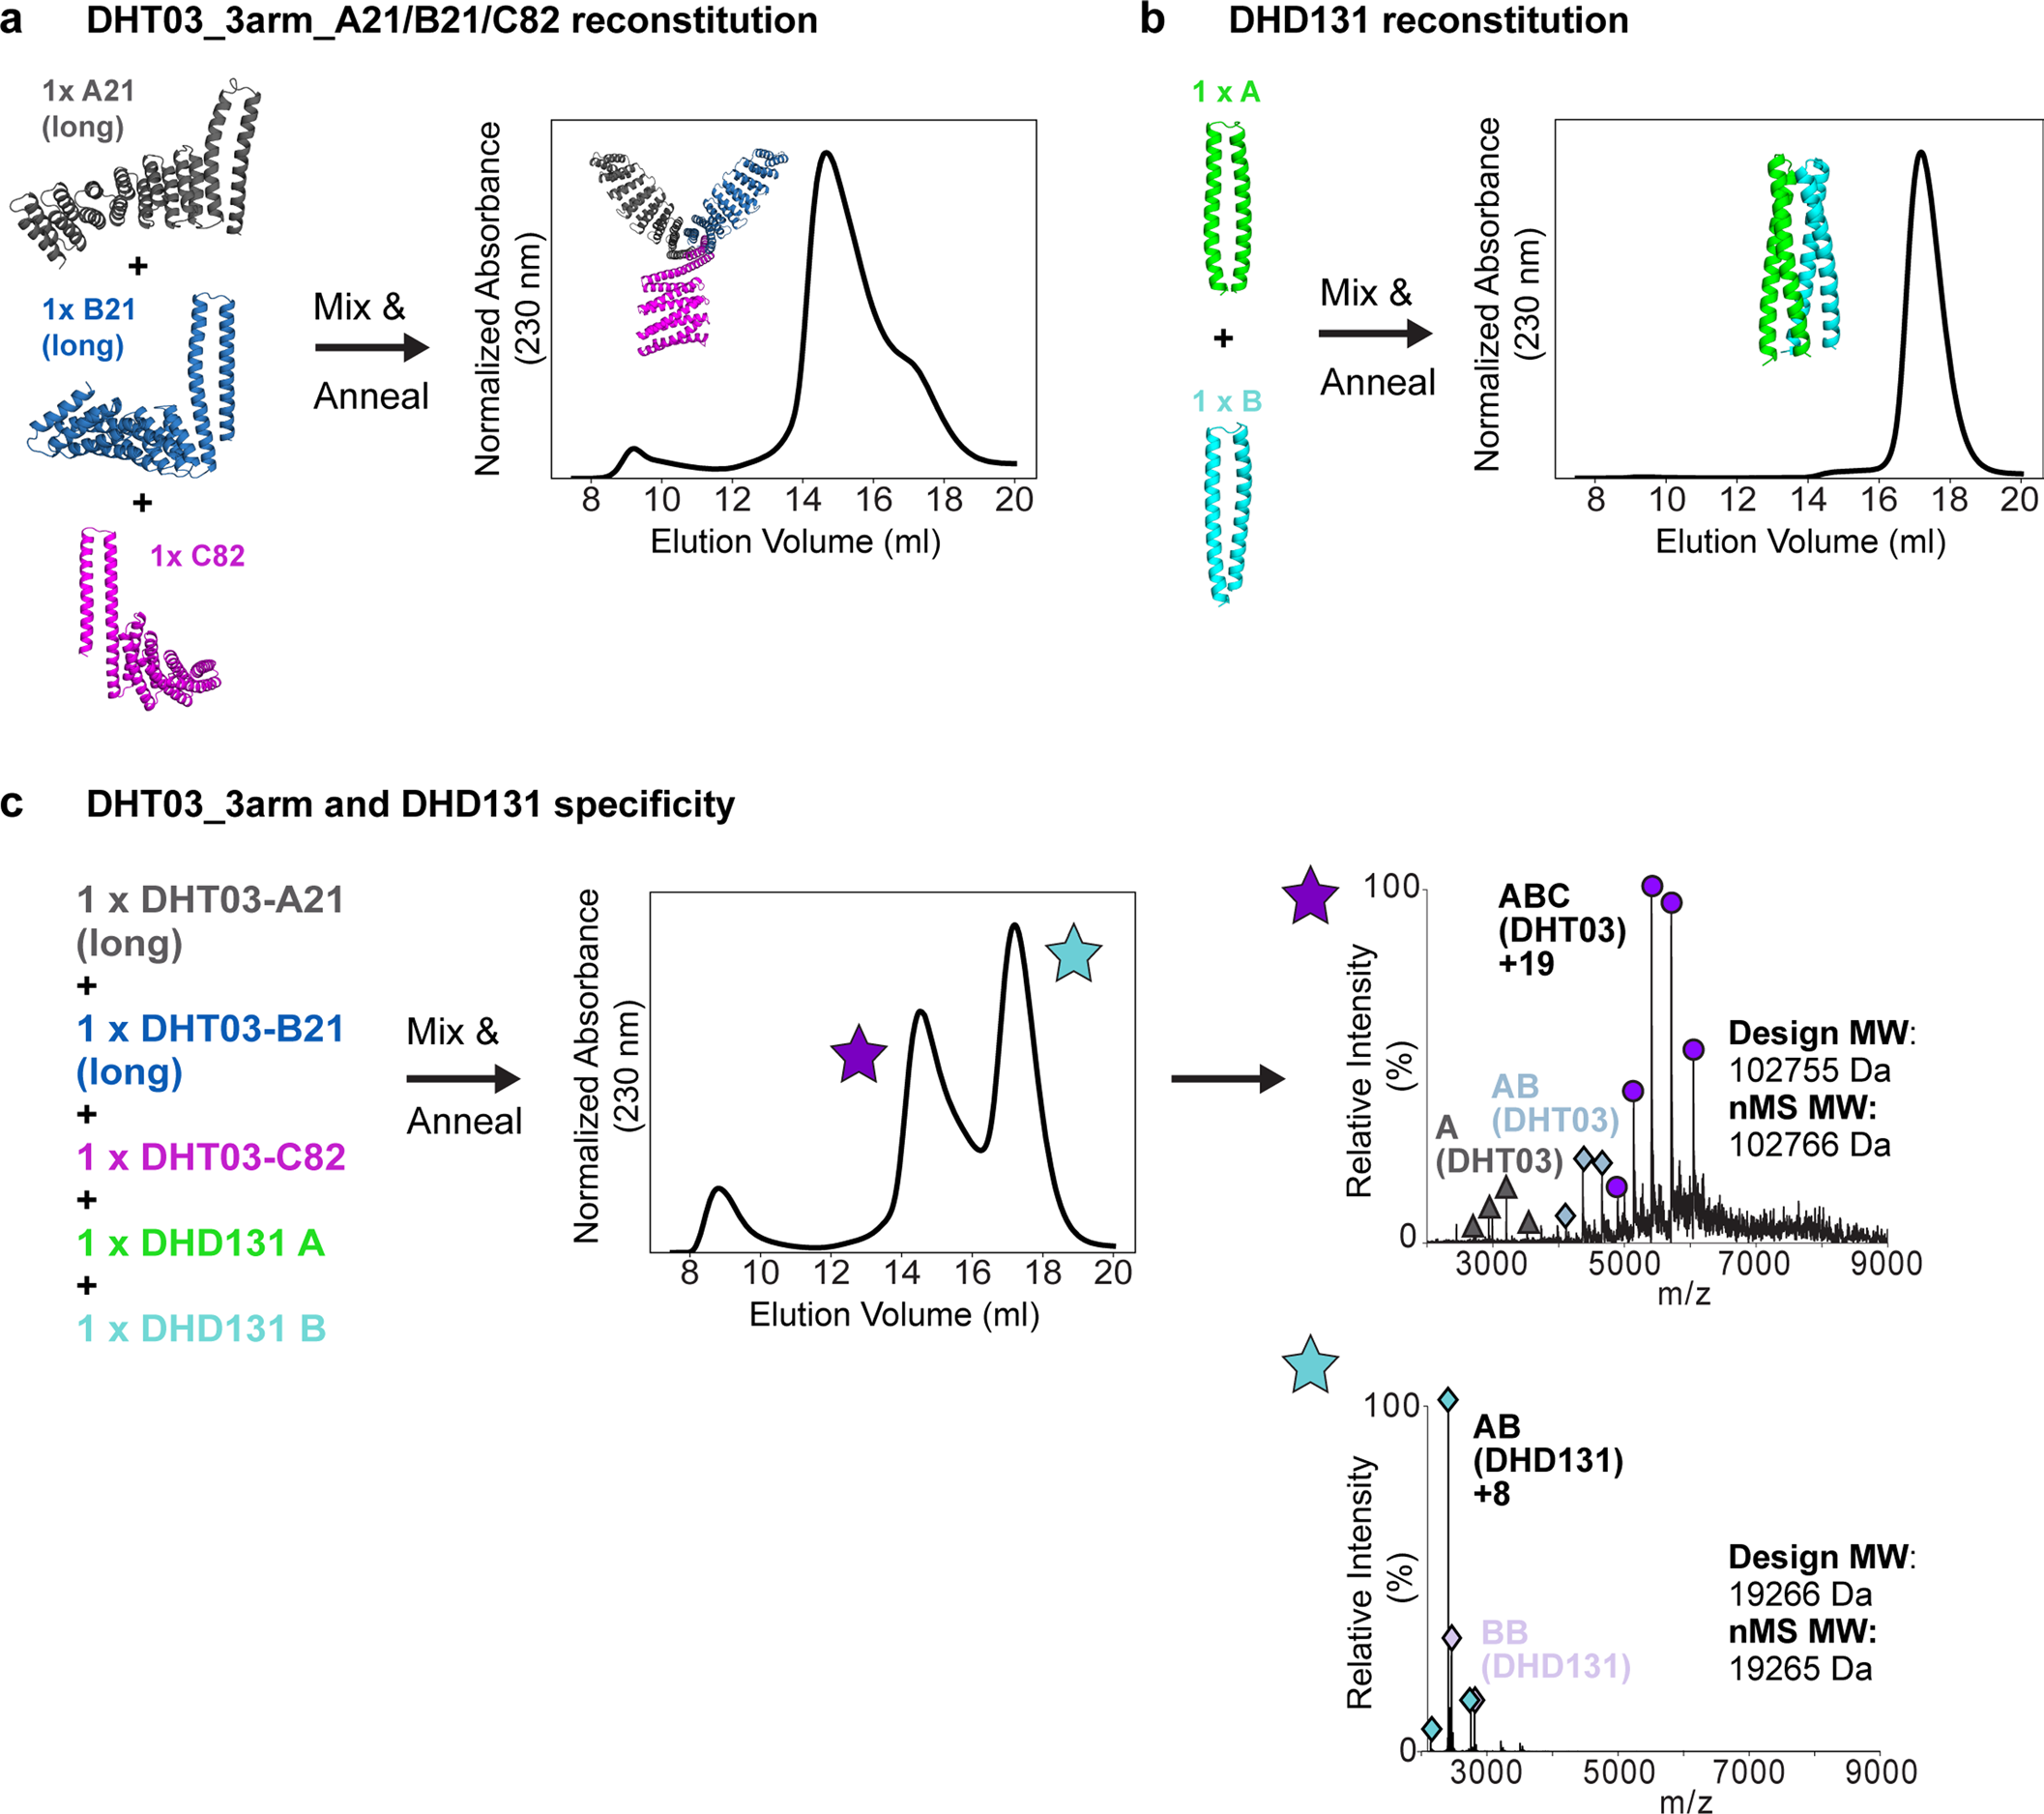 a DHT03_3arm_A21/B21/C82 reconstitution
1x A21
(long)
+
1x B21
(long)
+
1x C82
Mix &
Anneal
Normalized Absorbance
(230 nm)
8 10 12 14 16 18 20
Elution Volume (ml)
b DHD131 reconstitution
1 x A
+
1 x B
Mix &
Anneal
Normalized Absorbance
(230 nm)
8 10 12 14 16 18 20
Elution Volume (ml)
c DHT03_3arm and DHD131 specificity
1 x DHT03-A21
(long)
+
1 x DHT03-B21
(long)
+
1 x DHT03-C82
+
1 x DHD131 A
+
1 x DHD131 B
Mix &
Anneal
Normalized Absorbance
(230 nm)
8 10 12 14 16 18 20
Elution Volume (ml)
Relative Intensity
(%)
100
0
ABC
(DHT03)
+19
AB
(DHT03)
A
(DHT03)
Design MW:
102755 Da
nMS MW:
102766 Da
3000 5000 7000 9000
m/z
Relative Intensity
(%)
100
0
AB
(DHD131)
+8
BB
(DHD131)
Design MW:
19266 Da
nMS MW:
19265 Da
3000 5000 7000 9000
m/z